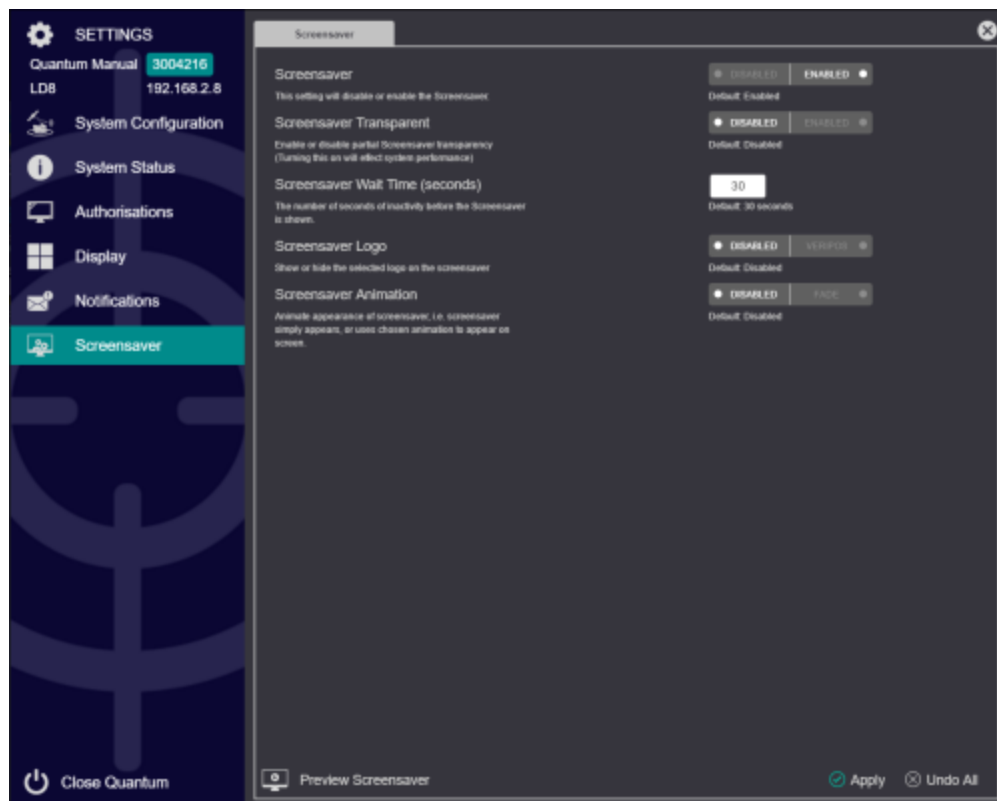 SETTINGS
Quantum Manual 3004216
LD8 192.168.2.8
System Configuration
System Status
Authorisations
Display
Notifications
Screensaver
Close Quantum
Screensaver
Screensaver
DISABLED ENABLED
This setting will disable or enable the Screensaver.
Default: Enabled
Screensaver Transparent
DISABLED ENABLED
Enable or disable partial Screensaver transparency
(Turning this on will effect system performance)
Default: Disabled
Screensaver Wait Time (seconds)
30
The number of seconds of inactivity before the Screensaver
is shown.
Default: 30 seconds
Screensaver Logo
DISABLED VERIPOS
Show or hide the selected logo on the screensaver
Default: Disabled
Screensaver Animation
DISABLED FADE
Animate appearance of screensaver, i.e. screensaver
simply appears, or uses chosen animation to appear on
screen.
Default: Disabled
Preview Screensaver
Apply
Undo All